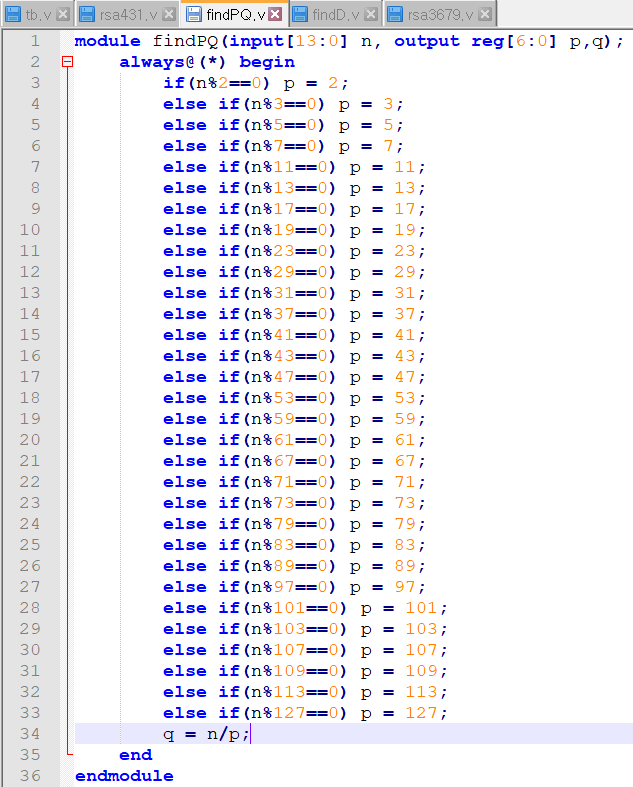 tb.v rsa431.v findPQ.v findD.v rsa3679.v
1 module findPQ(input[13:0] n, output reg[6:0] p,q);
2     always@(*) begin
3         if(n%2==0) p = 2;
4         else if(n%3==0) p = 3;
5         else if(n%5==0) p = 5;
6         else if(n%7==0) p = 7;
7         else if(n%11==0) p = 11;
8         else if(n%13==0) p = 13;
9         else if(n%17==0) p = 17;
10         else if(n%19==0) p = 19;
11         else if(n%23==0) p = 23;
12         else if(n%29==0) p = 29;
13         else if(n%31==0) p = 31;
14         else if(n%37==0) p = 37;
15         else if(n%41==0) p = 41;
16         else if(n%43==0) p = 43;
17         else if(n%47==0) p = 47;
18         else if(n%53==0) p = 53;
19         else if(n%59==0) p = 59;
20         else if(n%61==0) p = 61;
21         else if(n%67==0) p = 67;
22         else if(n%71==0) p = 71;
23         else if(n%73==0) p = 73;
24         else if(n%79==0) p = 79;
25         else if(n%83==0) p = 83;
26         else if(n%89==0) p = 89;
27         else if(n%97==0) p = 97;
28         else if(n%101==0) p = 101;
29         else if(n%103==0) p = 103;
30         else if(n%107==0) p = 107;
31         else if(n%109==0) p = 109;
32         else if(n%113==0) p = 113;
33         else if(n%127==0) p = 127;
34         q = n/p;
35     end
36 endmodule